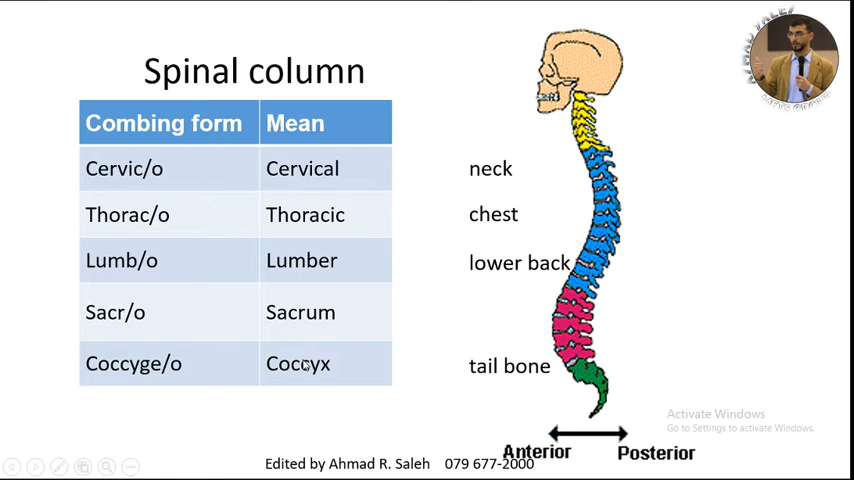 Spinal column
Combing form Mean
Cervic/o Cervical neck
Thorac/o Thoracic chest
Lumb/o Lumber lower back
Sacr/o Sacrum
Coccyge/o Coccyx tail bone
Activate Windows
Go to Settings to activate Windows.
Anterior Posterior
Edited by Ahmad R. Saleh 079 677-2000